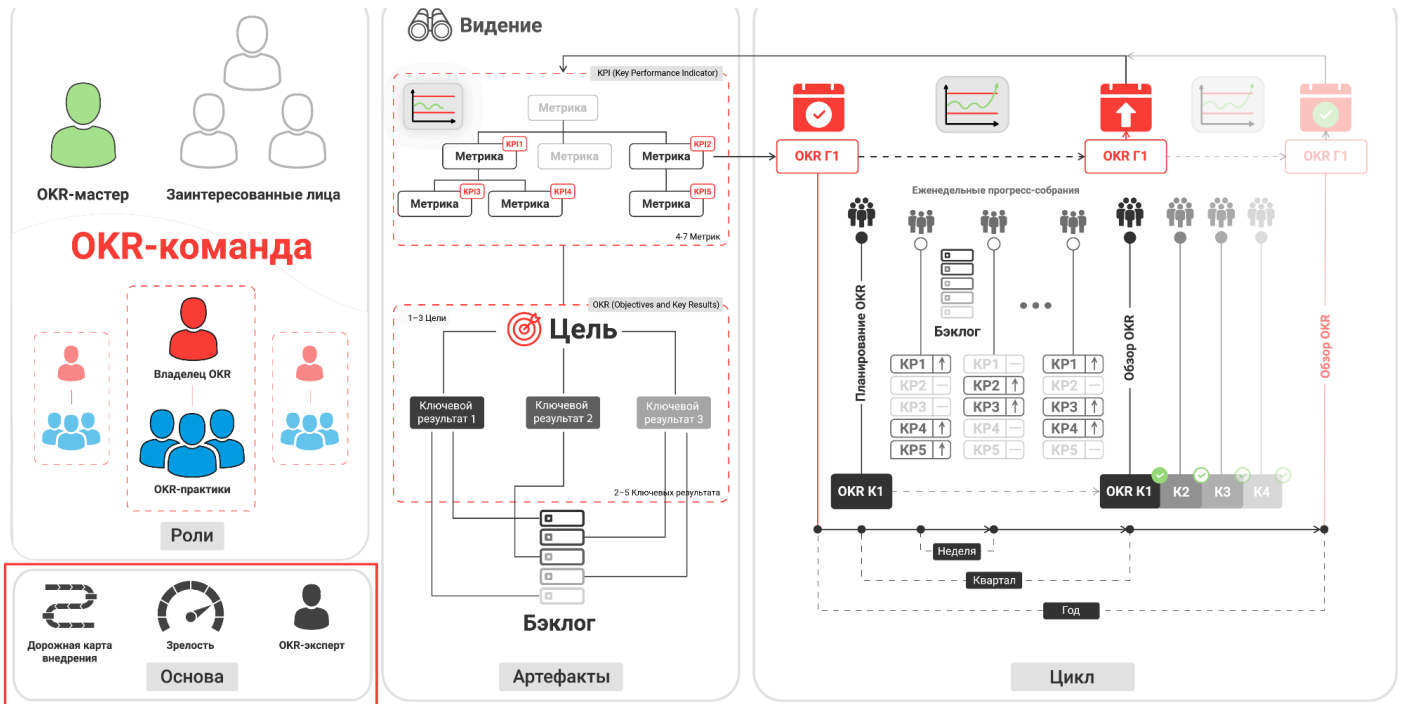 OKR-мастер
Заинтересованные лица
OKR-команда
Владелец OKR
OKR-практики
Роли
Дорожная карта
внедрения
Зрелость
OKR-эксперт
Основа
Видение
KPI (Key Performance Indicator)
Метрика
KPI1
Метрика
Метрика
KPI2
Метрика
KPI3
Метрика
KPI4
Метрика
KPI5
Метрика
4-7 Метрик
OKR (Objectives and Key Results)
1–3 Цели
Цель
Ключевой
результат 1
Ключевой
результат 2
Ключевой
результат 3
2–5 Ключевых результата
Бэклог
Артефакты
OKR Г1
OKR Г1
OKR Г1
Еженедельные прогресс-собрания
Планирование OKR
Бэклог
Обзор OKR
Обзор OKR
КР1
КР2
КР3
КР4
КР5
КР1
КР2
КР3
КР4
КР5
КР1
КР2
КР3
КР4
КР5
OKR К1
OKR К1
К2
К3
К4
Неделя
Квартал
Год
Цикл